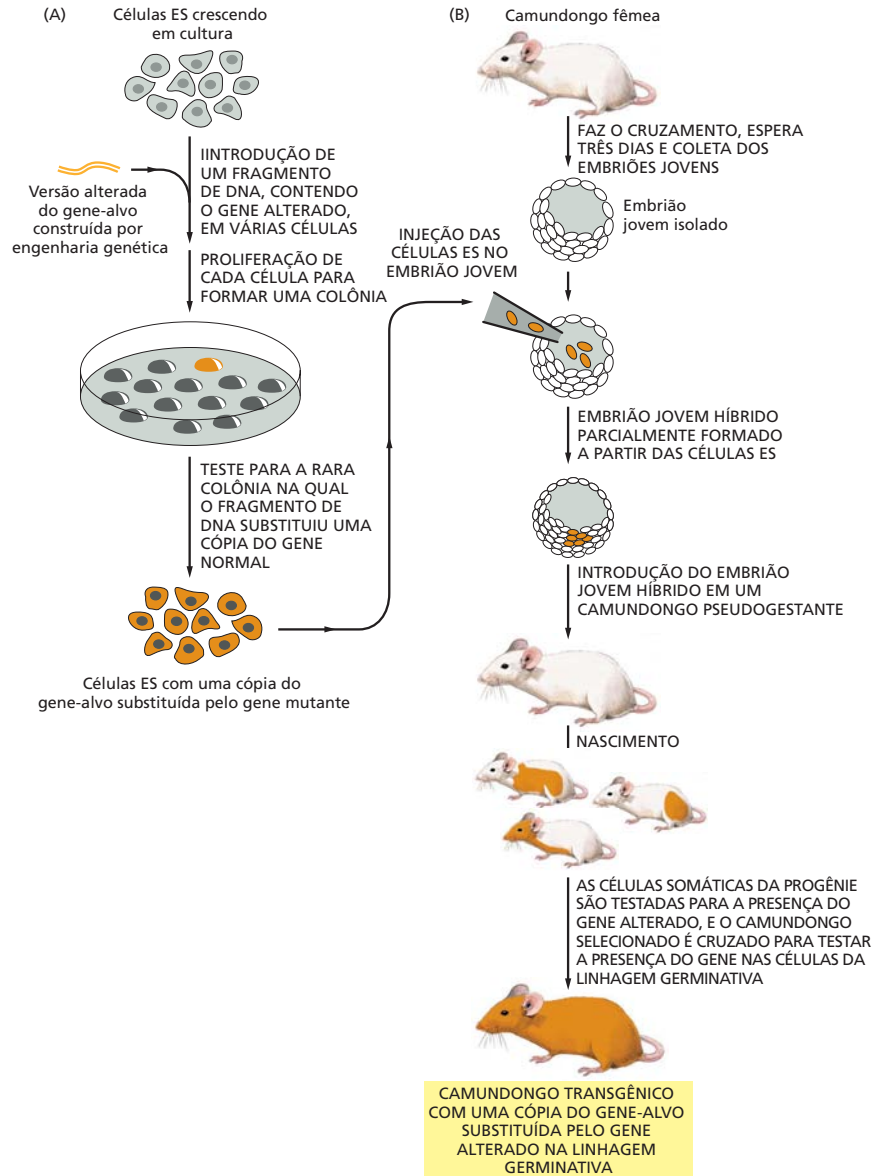 (A)
Células ES crescendo
em cultura
Versão alterada
do gene-alvo
construída por
engenharia genética
IINTRODUÇÃO DE
UM FRAGMENTO
DE DNA, CONTENDO
O GENE ALTERADO,
EM VÁRIAS CÉLULAS
PROLIFERAÇÃO DE
CADA CÉLULA PARA
FORMAR UMA COLÔNIA
TESTE PARA A RARA
COLÔNIA NA QUAL
O FRAGMENTO DE
DNA SUBSTITUIU UMA
CÓPIA DO GENE
NORMAL
Células ES com uma cópia do
gene-alvo substituída pelo gene mutante
(B)
Camundongo fêmea
FAZ O CRUZAMENTO, ESPERA
TRÊS DIAS E COLETA DOS
EMBRIÕES JOVENS
Embrião
jovem isolado
INJEÇÃO DAS
CÉLULAS ES NO
EMBRIÃO JOVEM
EMBRIÃO JOVEM HÍBRIDO
PARCIALMENTE FORMADO
A PARTIR DAS CÉLULAS ES
INTRODUÇÃO DO EMBRIÃO
JOVEM HÍBRIDO EM UM
CAMUNDONGO PSEUDOGESTANTE
NASCIMENTO
AS CÉLULAS SOMÁTICAS DA PROGÊNIE
SÃO TESTADAS PARA A PRESENÇA DO
GENE ALTERADO, E O CAMUNDONGO
SELECIONADO É CRUZADO PARA TESTAR
A PRESENÇA DO GENE NAS CÉLULAS DA
LINHAGEM GERMINATIVA
CAMUNDONGO TRANSGÊNICO
COM UMA CÓPIA DO GENE-ALVO
SUBSTITUÍDA PELO GENE
ALTERADO NA LINHAGEM
GERMINATIVA